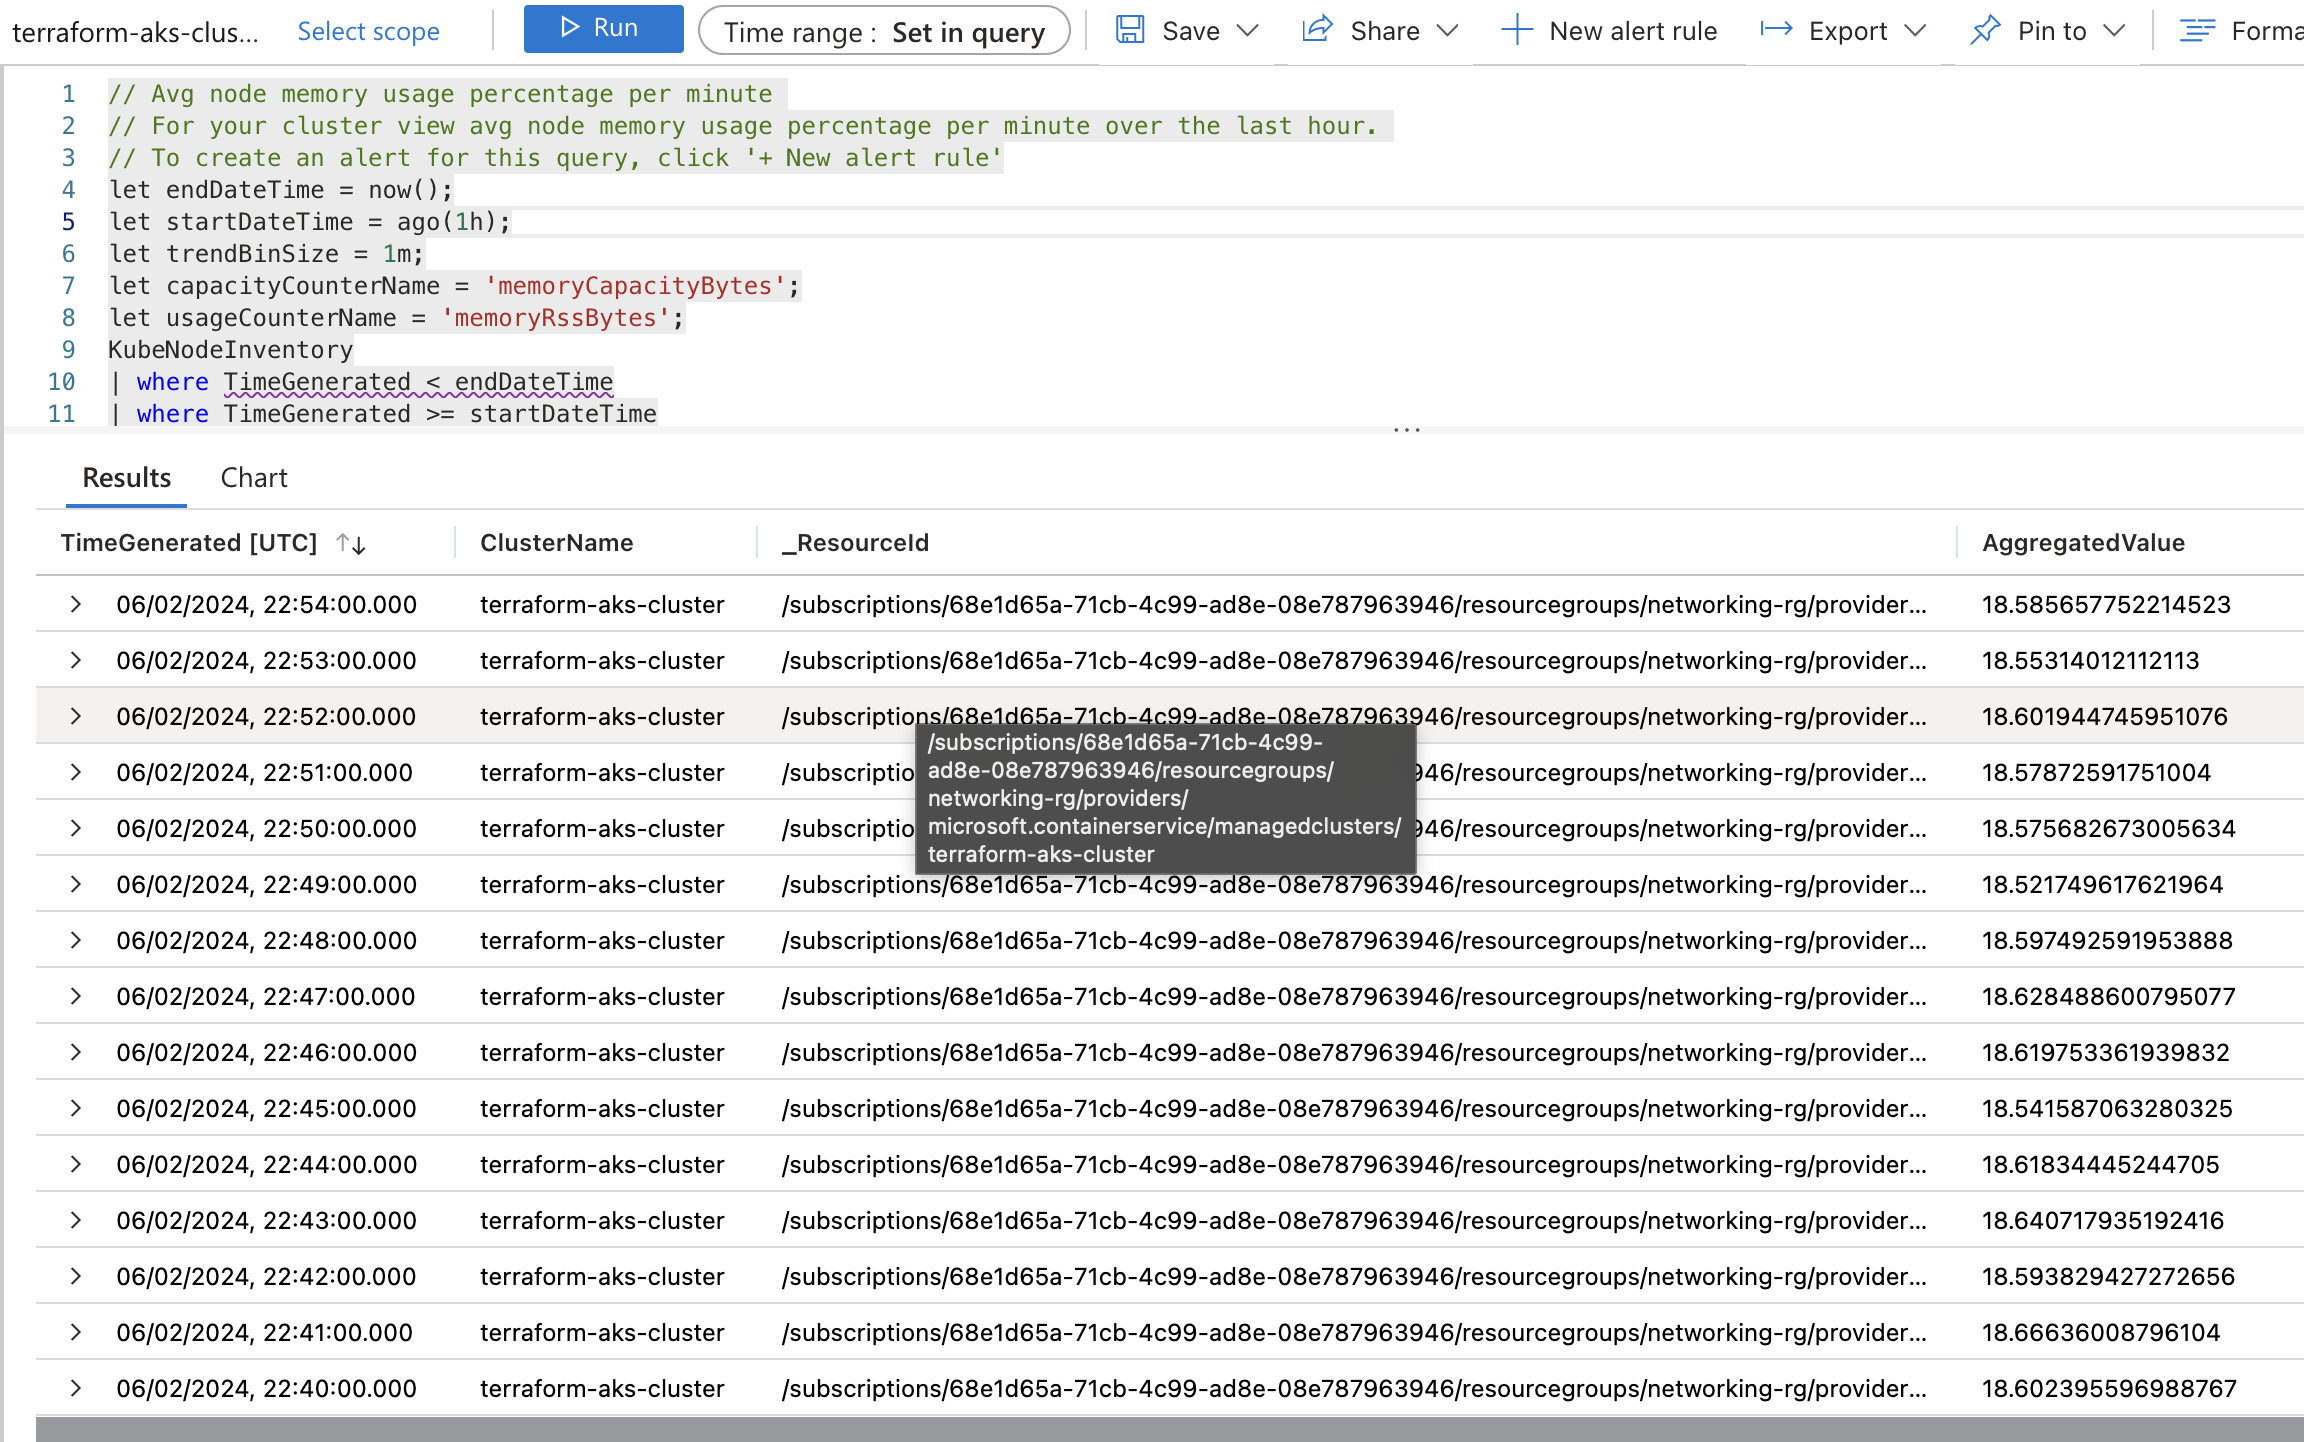 terraform-aks-clus... Select scope Run Time range : Set in query Save Share New alert rule Export Pin to Forma
1 // Avg node memory usage percentage per minute
2 // For your cluster view avg node memory usage percentage per minute over the last hour.
3 // To create an alert for this query, click '+ New alert rule'
4 let endDateTime = now();
5 let startDateTime = ago(1h);
6 let trendBinSize = 1m;
7 let capacityCounterName = 'memoryCapacityBytes';
8 let usageCounterName = 'memoryRssBytes';
9 KubeNodeInventory
10 | where TimeGenerated < endDateTime
11 | where TimeGenerated >= startDateTime
...
Results Chart
TimeGenerated [UTC] ClusterName _ResourceId AggregatedValue
06/02/2024, 22:54:00.000 terraform-aks-cluster /subscriptions/68e1d65a-71cb-4c99-ad8e-08e787963946/resourcegroups/networking-rg/provider... 18.585657752214523
06/02/2024, 22:53:00.000 terraform-aks-cluster /subscriptions/68e1d65a-71cb-4c99-ad8e-08e787963946/resourcegroups/networking-rg/provider... 18.55314012112113
06/02/2024, 22:52:00.000 terraform-aks-cluster /subscriptions/68e1d65a-71cb-4c99-ad8e-08e787963946/resourcegroups/networking-rg/provider... 18.601944745951076
/subscriptions/68e1d65a-71cb-4c99-
ad8e-08e787963946/resourcegroups/
networking-rg/providers/
microsoft.containerservice/managedclusters/
terraform-aks-cluster
06/02/2024, 22:51:00.000 terraform-aks-cluster /subscriptio 946/resourcegroups/networking-rg/provider... 18.57872591751004
06/02/2024, 22:50:00.000 terraform-aks-cluster /subscriptio 946/resourcegroups/networking-rg/provider... 18.575682673005634
06/02/2024, 22:49:00.000 terraform-aks-cluster /subscriptions/68e1d65a-71cb-4c99-ad8e-08e787963946/resourcegroups/networking-rg/provider... 18.521749617621964
06/02/2024, 22:48:00.000 terraform-aks-cluster /subscriptions/68e1d65a-71cb-4c99-ad8e-08e787963946/resourcegroups/networking-rg/provider... 18.597492591953888
06/02/2024, 22:47:00.000 terraform-aks-cluster /subscriptions/68e1d65a-71cb-4c99-ad8e-08e787963946/resourcegroups/networking-rg/provider... 18.628488600795077
06/02/2024, 22:46:00.000 terraform-aks-cluster /subscriptions/68e1d65a-71cb-4c99-ad8e-08e787963946/resourcegroups/networking-rg/provider... 18.619753361939832
06/02/2024, 22:45:00.000 terraform-aks-cluster /subscriptions/68e1d65a-71cb-4c99-ad8e-08e787963946/resourcegroups/networking-rg/provider... 18.541587063280325
06/02/2024, 22:44:00.000 terraform-aks-cluster /subscriptions/68e1d65a-71cb-4c99-ad8e-08e787963946/resourcegroups/networking-rg/provider... 18.61834445244705
06/02/2024, 22:43:00.000 terraform-aks-cluster /subscriptions/68e1d65a-71cb-4c99-ad8e-08e787963946/resourcegroups/networking-rg/provider... 18.640717935192416
06/02/2024, 22:42:00.000 terraform-aks-cluster /subscriptions/68e1d65a-71cb-4c99-ad8e-08e787963946/resourcegroups/networking-rg/provider... 18.593829427272656
06/02/2024, 22:41:00.000 terraform-aks-cluster /subscriptions/68e1d65a-71cb-4c99-ad8e-08e787963946/resourcegroups/networking-rg/provider... 18.66636008796104
06/02/2024, 22:40:00.000 terraform-aks-cluster /subscriptions/68e1d65a-71cb-4c99-ad8e-08e787963946/resourcegroups/networking-rg/provider... 18.602395596988767